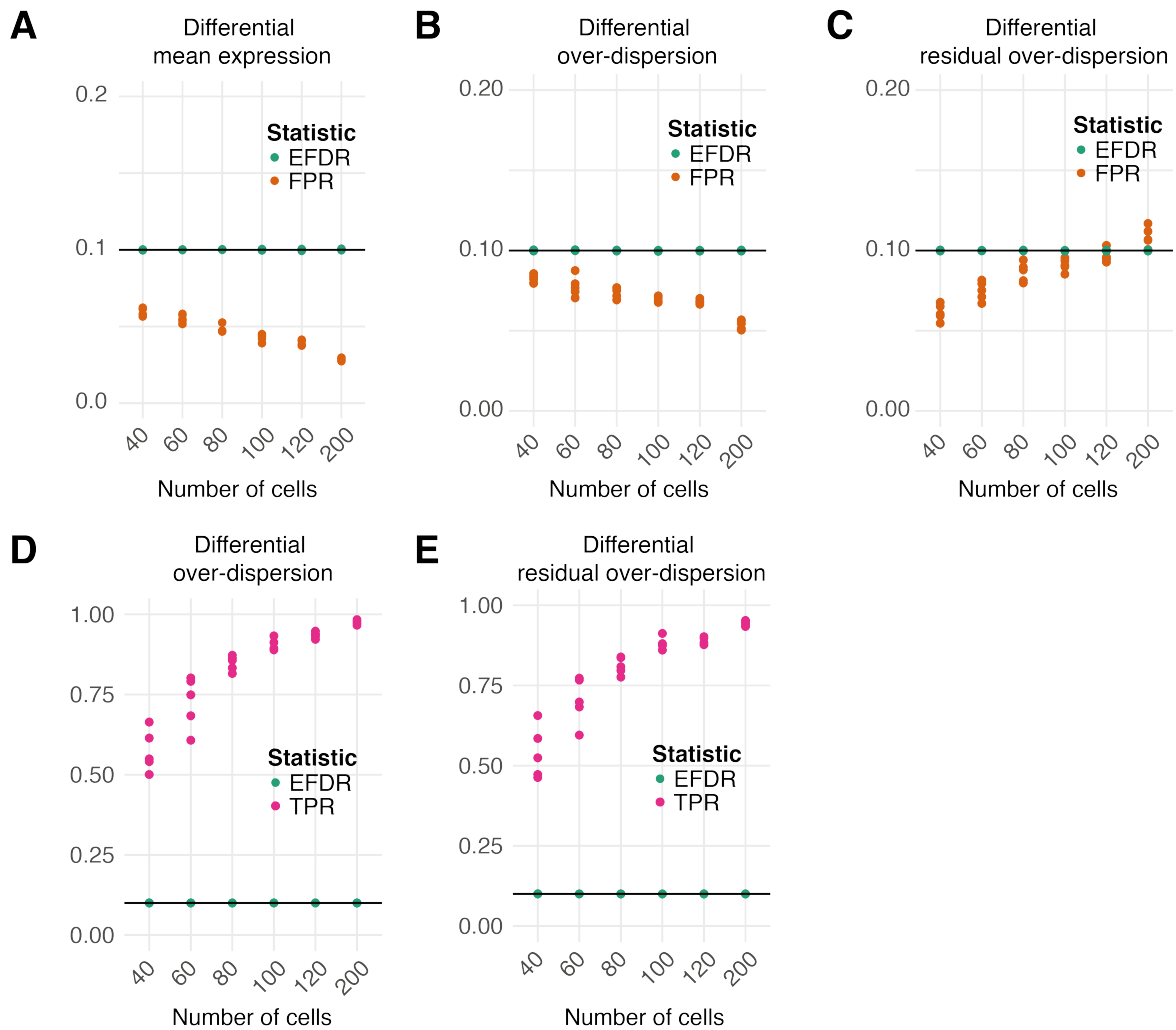 A
Differential
mean expression
0.2
0.1
0.0
Statistic
EFDR
FPR
40 60 80 100 120 200
Number of cells
B
Differential
over-dispersion
0.20
0.10
0.00
Statistic
EFDR
FPR
40 60 80 100 120 200
Number of cells
C
Differential
residual over-dispersion
0.20
0.10
0.00
Statistic
EFDR
FPR
40 60 80 100 120 200
Number of cells
D
Differential
over-dispersion
1.00
0.75
0.50
0.25
0.00
Statistic
EFDR
TPR
40 60 80 100 120 200
Number of cells
E
Differential
residual over-dispersion
1.00
0.75
0.50
0.25
0.00
Statistic
EFDR
TPR
40 60 80 100 120 200
Number of cells